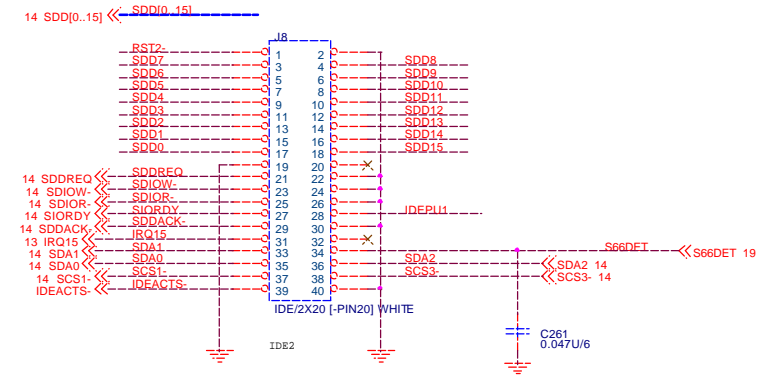 14 SDD[0..15] SDD[0..15]
J8
RST2- 1 2
SDD7 3 4 SDD8
SDD6 5 6 SDD9
SDD5 7 8 SDD10
SDD4 9 10 SDD11
SDD3 11 12 SDD12
SDD2 13 14 SDD13
SDD1 15 16 SDD14
SDD0 17 18 SDD15
19 20
14 SDDREQ SDDREQ 21 22
14 SDIOW- SDIOW- 23 24
14 SDIOR- SDIOR- 25 26
14 SIORDY SIORDY 27 28 IDEPU1
14 SDDACK- SDDACK- 29 30
13 IRQ15 IRQ15 31 32
14 SDA1 SDA1 33 34 S66DET S66DET 19
14 SDA0 SDA0 35 36 SDA2 SDA2 14
14 SCS1- SCS1- 37 38 SCS3- SCS3- 14
IDEACTS- IDEACTS- 39 40
IDE/2X20 [-PIN20] WHITE
IDE2
C261
0.047U/6